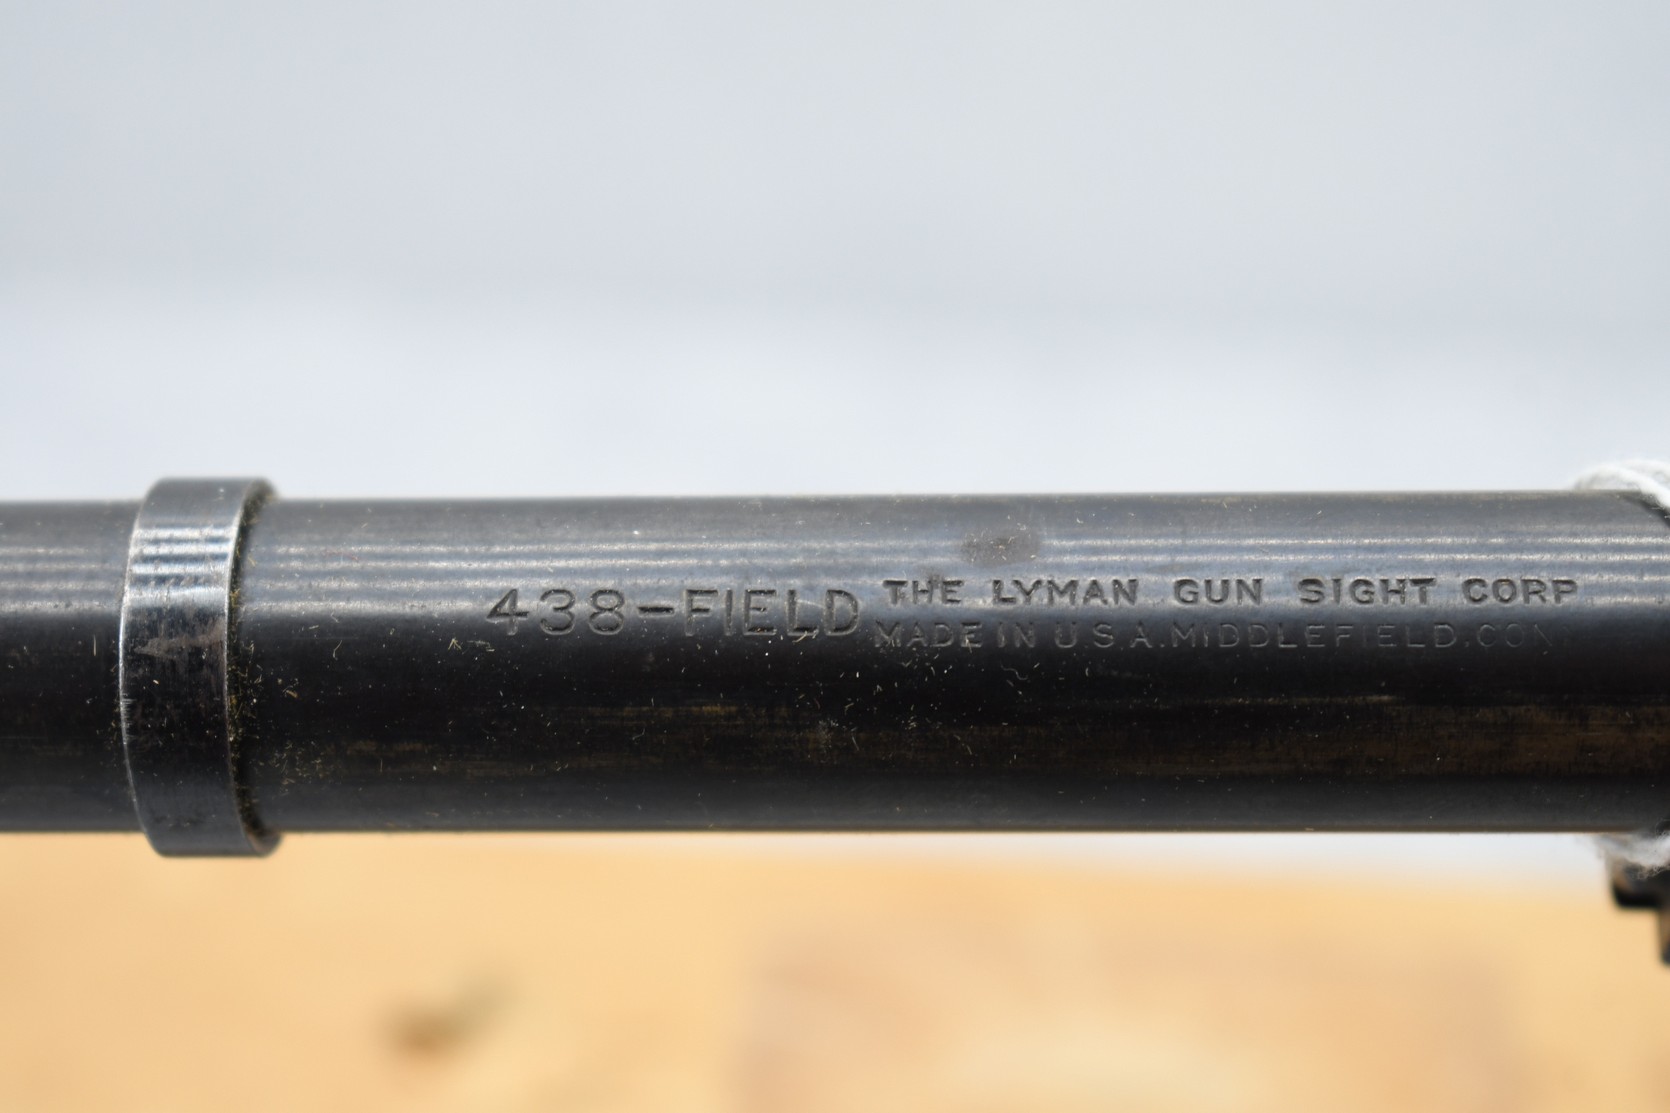 438-FIELD
THE LYMAN GUN SIGHT CORP
MADE IN U.S.A. MIDDLEFIELD. CON